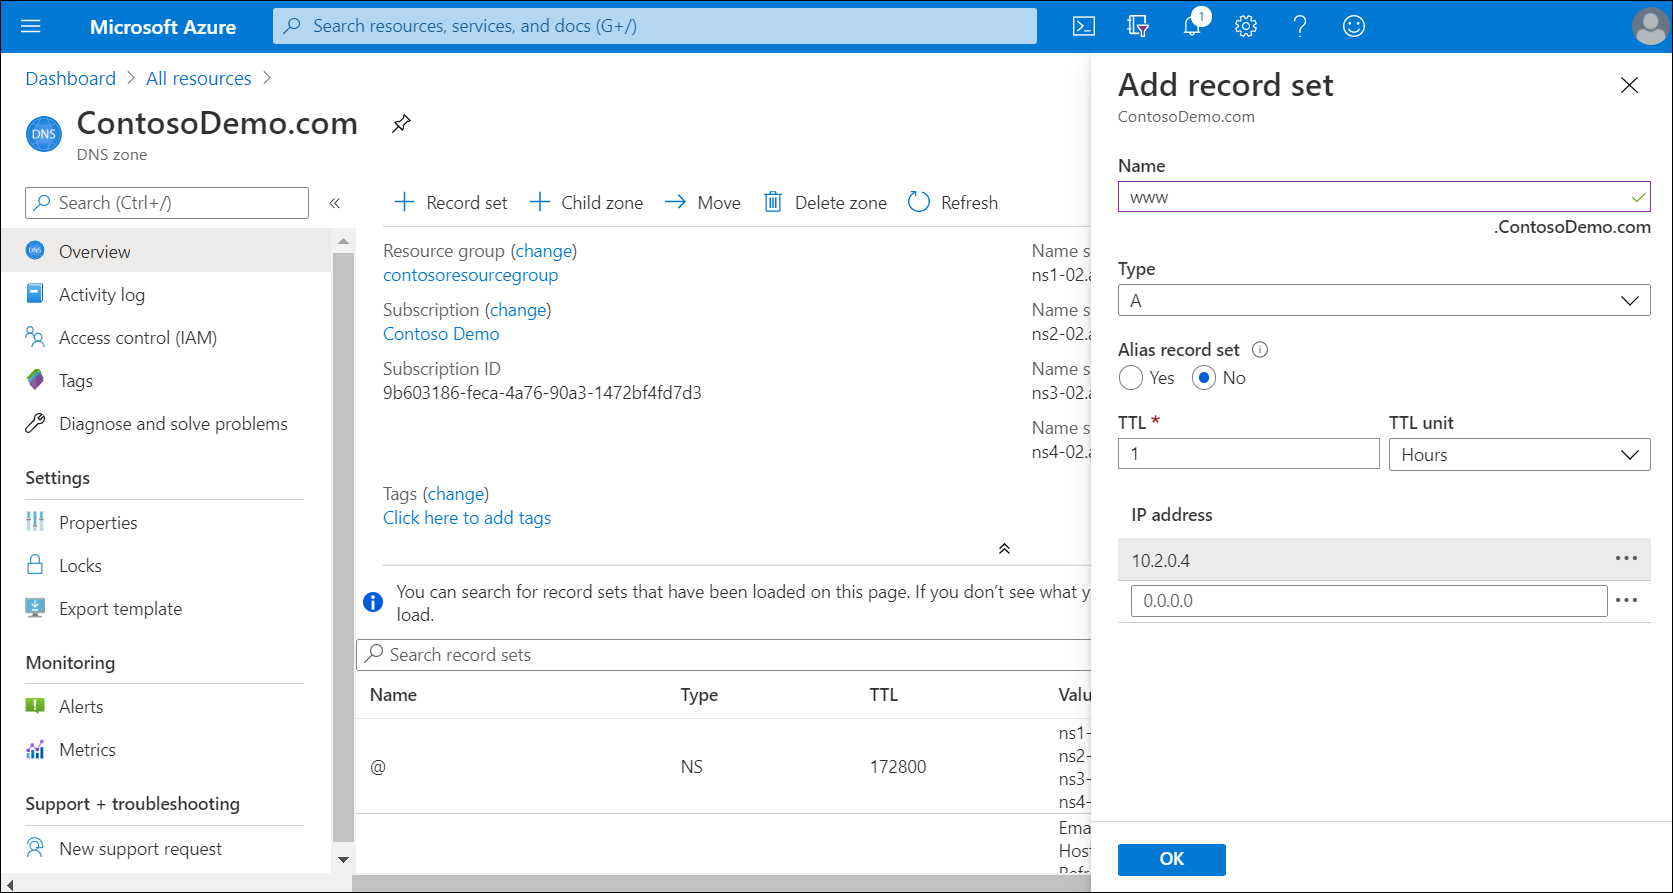 Microsoft Azure
Search resources, services, and docs (G+/)
1
Dashboard > All resources >
DNS
ContosoDemo.com
DNS zone
Search (Ctrl+/)
«
Overview
Activity log
Access control (IAM)
Tags
Diagnose and solve problems
Settings
Properties
Locks
Export template
Monitoring
Alerts
Metrics
Support + troubleshooting
New support request
+ Record set + Child zone → Move Delete zone Refresh
Resource group (change)
contosoresourcegroup
Subscription (change)
Contoso Demo
Subscription ID
9b603186-feca-4a76-90a3-1472bf4fd7d3
Tags (change)
Click here to add tags
Name s
ns1-02.
Name s
ns2-02.
Name s
ns3-02.
Name s
ns4-02.
You can search for record sets that have been loaded on this page. If you don't see what y
load.
Search record sets
Name Type TTL Valu
@ NS 172800
ns1-
ns2-
ns3-
ns4-
Ema
Hos
Add record set
ContosoDemo.com
Name
www
.ContosoDemo.com
Type
A
Alias record set
Yes No
TTL * TTL unit
1 Hours
IP address
10.2.0.4 ...
0.0.0.0 ...
OK